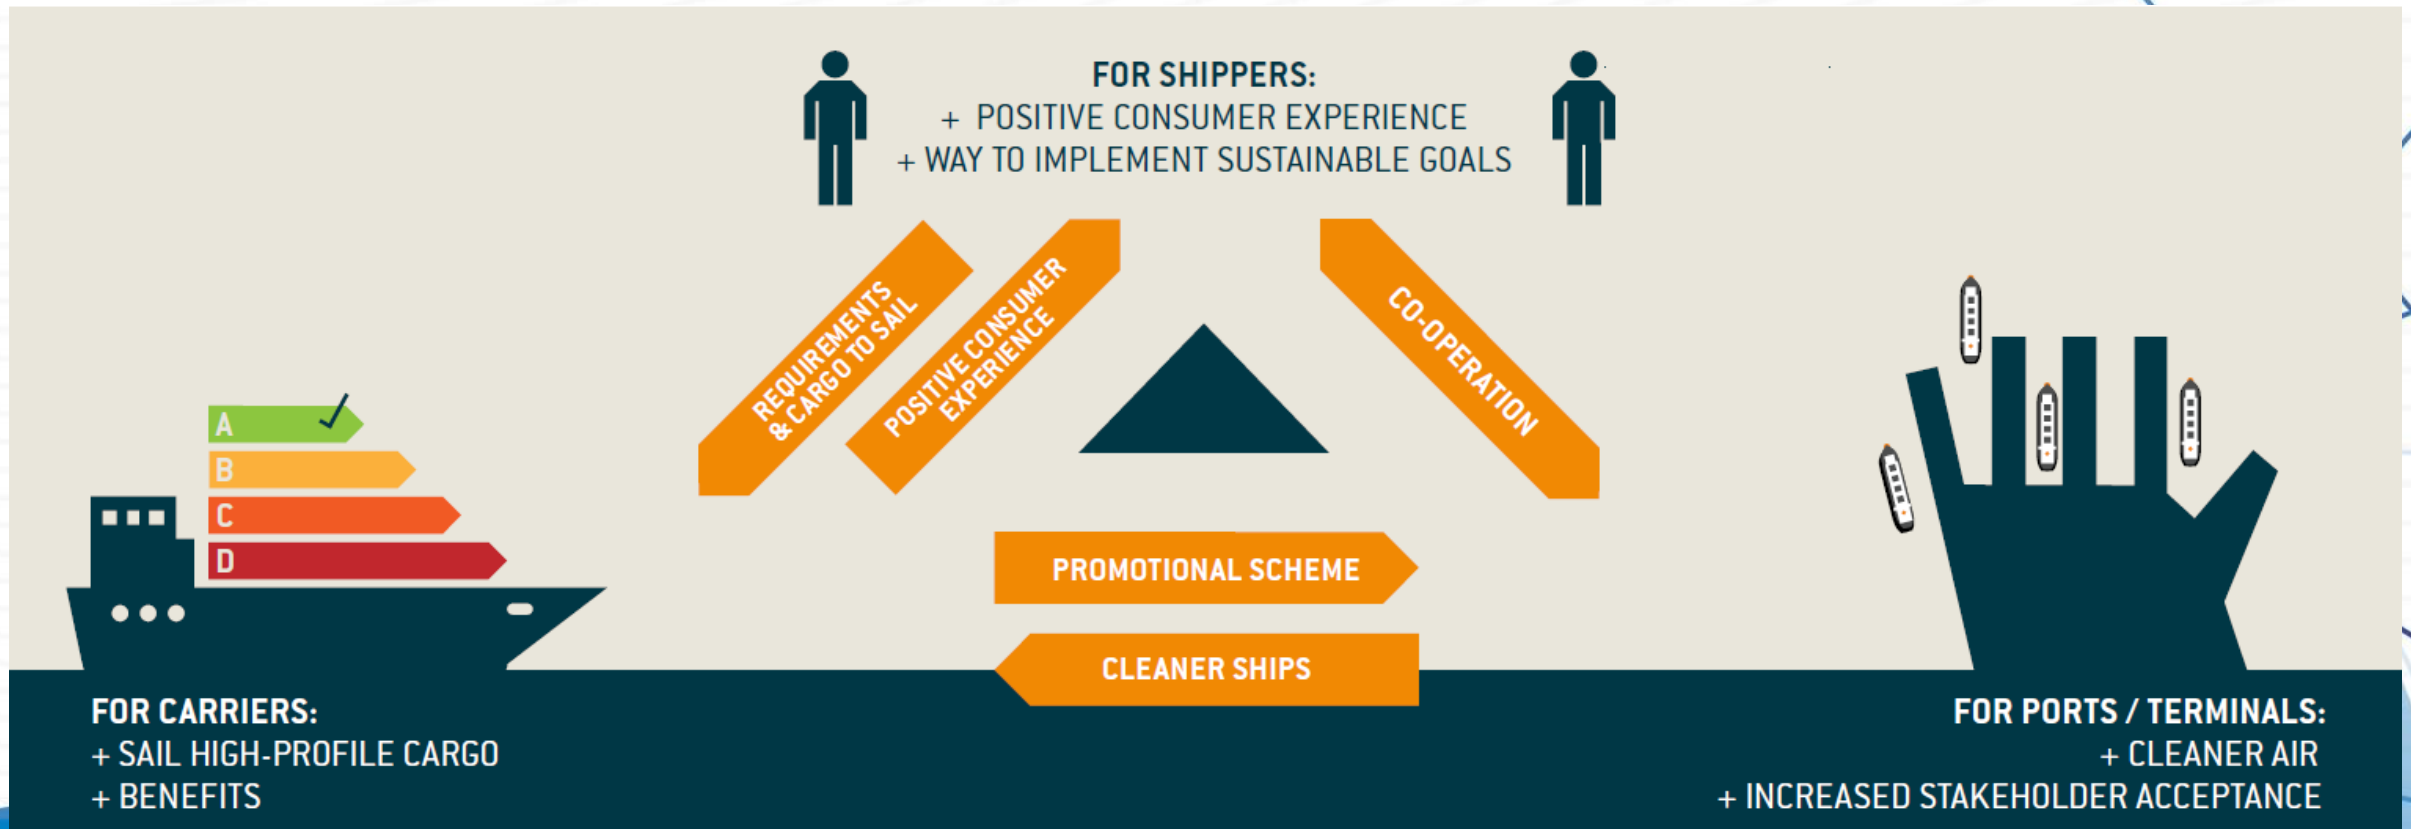 FOR SHIPPERS:
+ POSITIVE CONSUMER EXPERIENCE
+ WAY TO IMPLEMENT SUSTAINABLE GOALS
REQUIREMENTS
& CARGO TO SAIL
POSITIVE CONSUMER
EXPERIENCE
CO-OPERATION
A
B
C
D
PROMOTIONAL SCHEME
CLEANER SHIPS
FOR CARRIERS:
+ SAIL HIGH-PROFILE CARGO
+ BENEFITS
FOR PORTS / TERMINALS:
+ CLEANER AIR
+ INCREASED STAKEHOLDER ACCEPTANCE